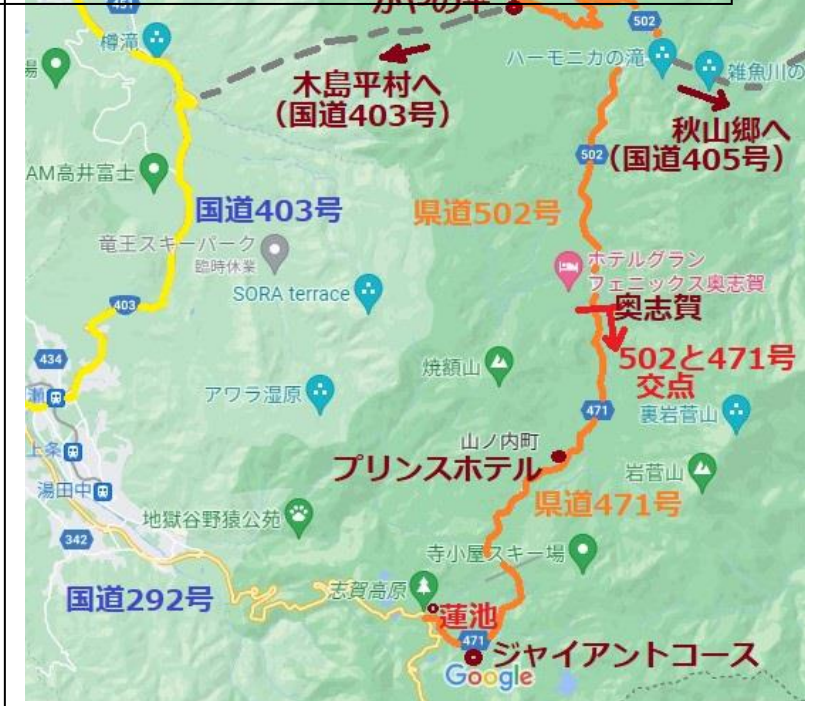 かやの平
502
樽滝
ハーモニカの滝
雑魚川の
場
木島平村へ
(国道403号)
秋山郷へ
(国道405号)
502
AM高井富士
国道403号
県道502号
竜王スキーパーク
臨時休業
ホテルグラン
フェニックス奥志賀
SORA terrace
奥志賀
403
502と471号
交点
434
焼額山
アワラ湿原
471
裏岩菅山
瀬
山ノ内町
上条
プリンスホテル
岩菅山
湯田中
県道471号
地獄谷野猿公苑
342
寺小屋スキー場
国道292号
志賀高原
蓮池
471
ジャイアントコース
Google